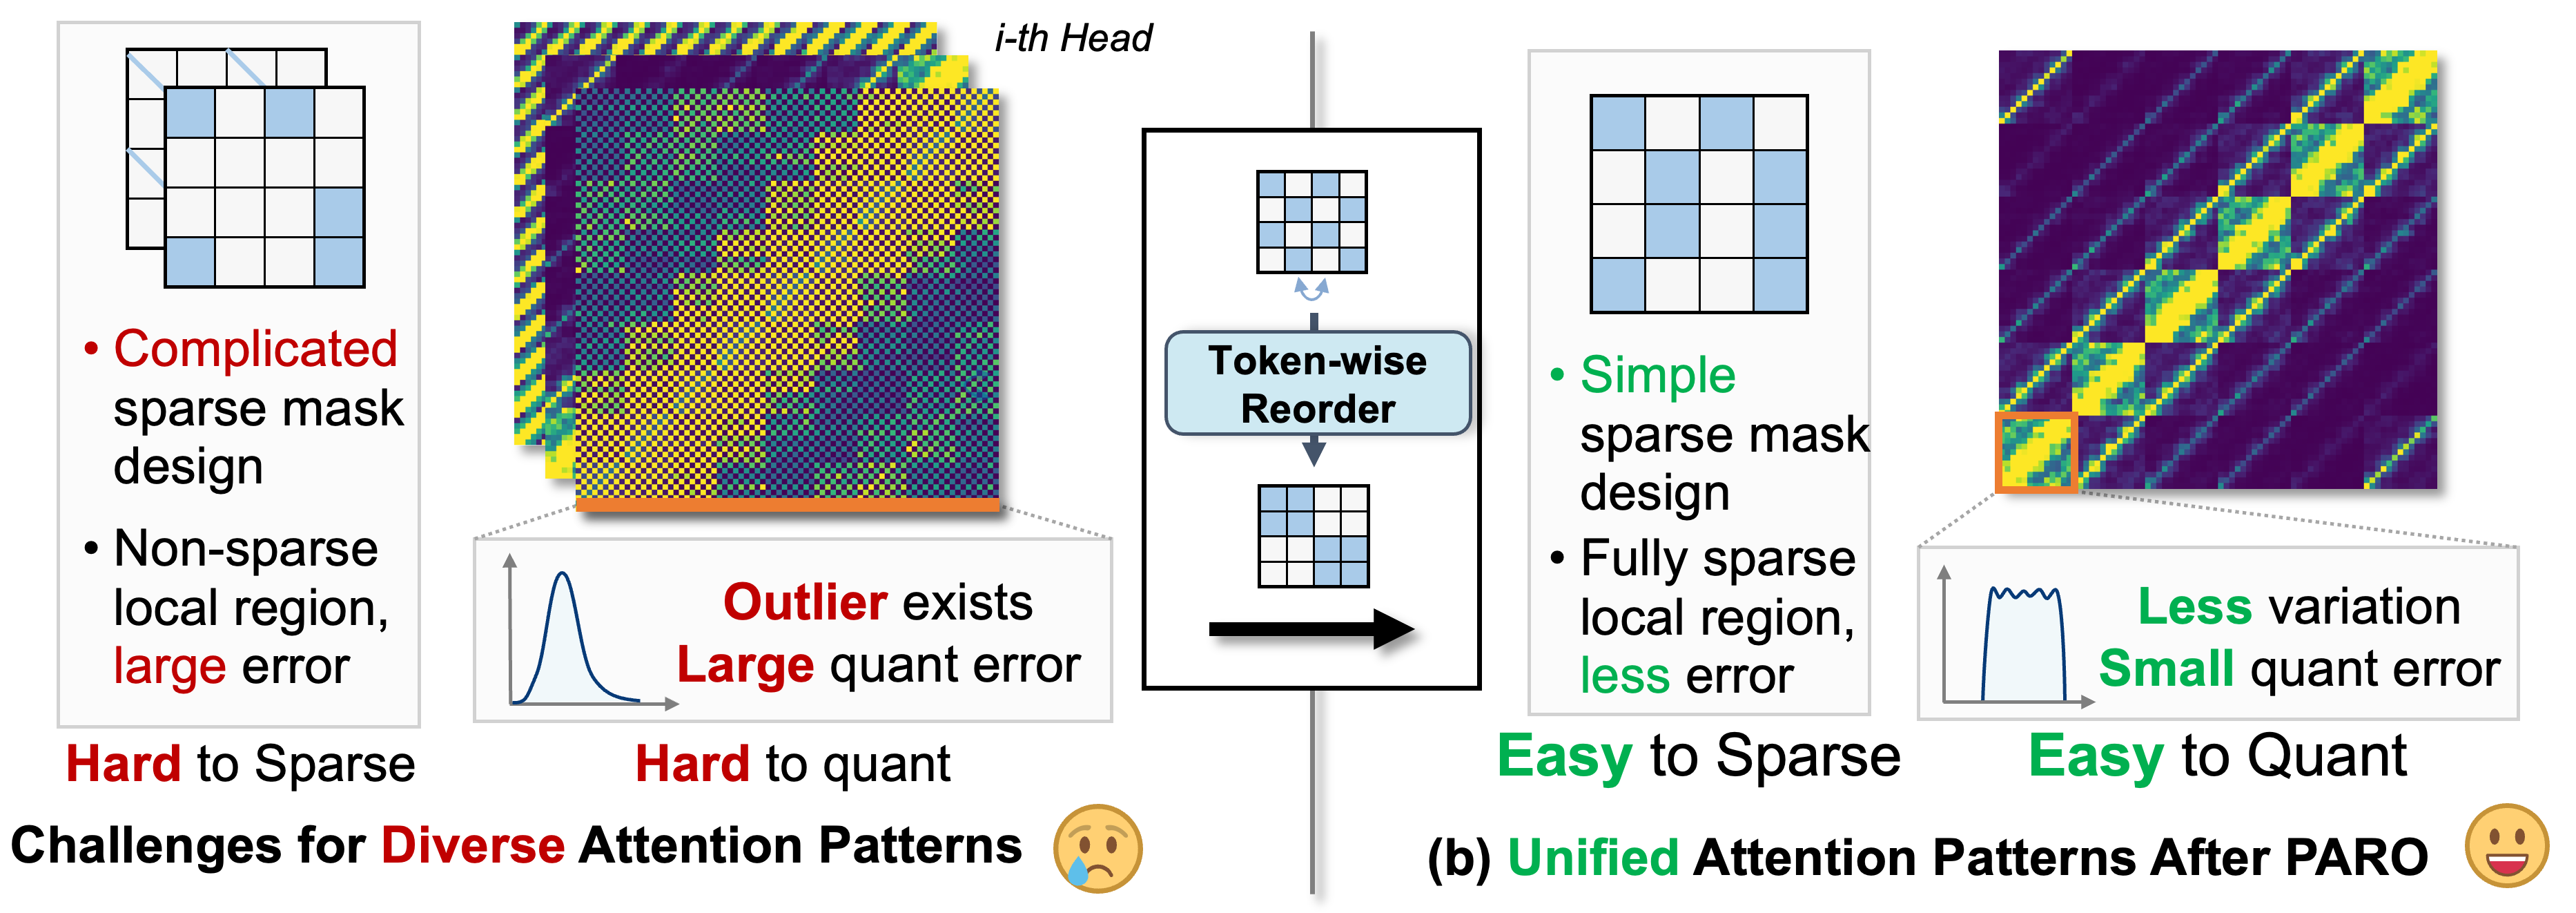 i-th Head
• Complicated
sparse mask
design
• Non-sparse
local region,
large error
Outlier exists
Large quant error
Hard to Sparse
Hard to quant
Challenges for Diverse Attention Patterns
Token-wise
Reorder
• Simple
sparse mask
design
• Fully sparse
local region,
less error
Less variation
Small quant error
Easy to Sparse
Easy to Quant
(b) Unified Attention Patterns After PARO